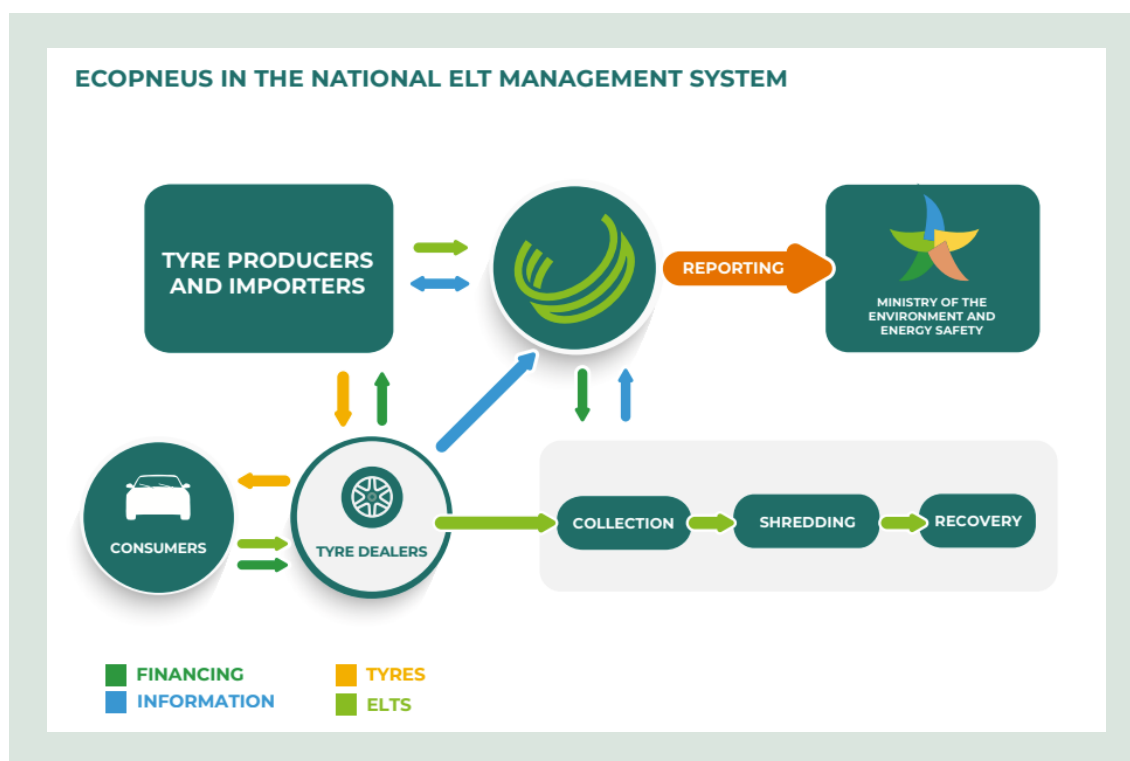 ECOPNEUS IN THE NATIONAL ELT MANAGEMENT SYSTEM
TYRE PRODUCERS
AND IMPORTERS
REPORTING
MINISTRY OF THE
ENVIRONMENT AND
ENERGY SAFETY
CONSUMERS
TYRE DEALERS
COLLECTION
SHREDDING
RECOVERY
FINANCING
TYRES
INFORMATION
ELTS